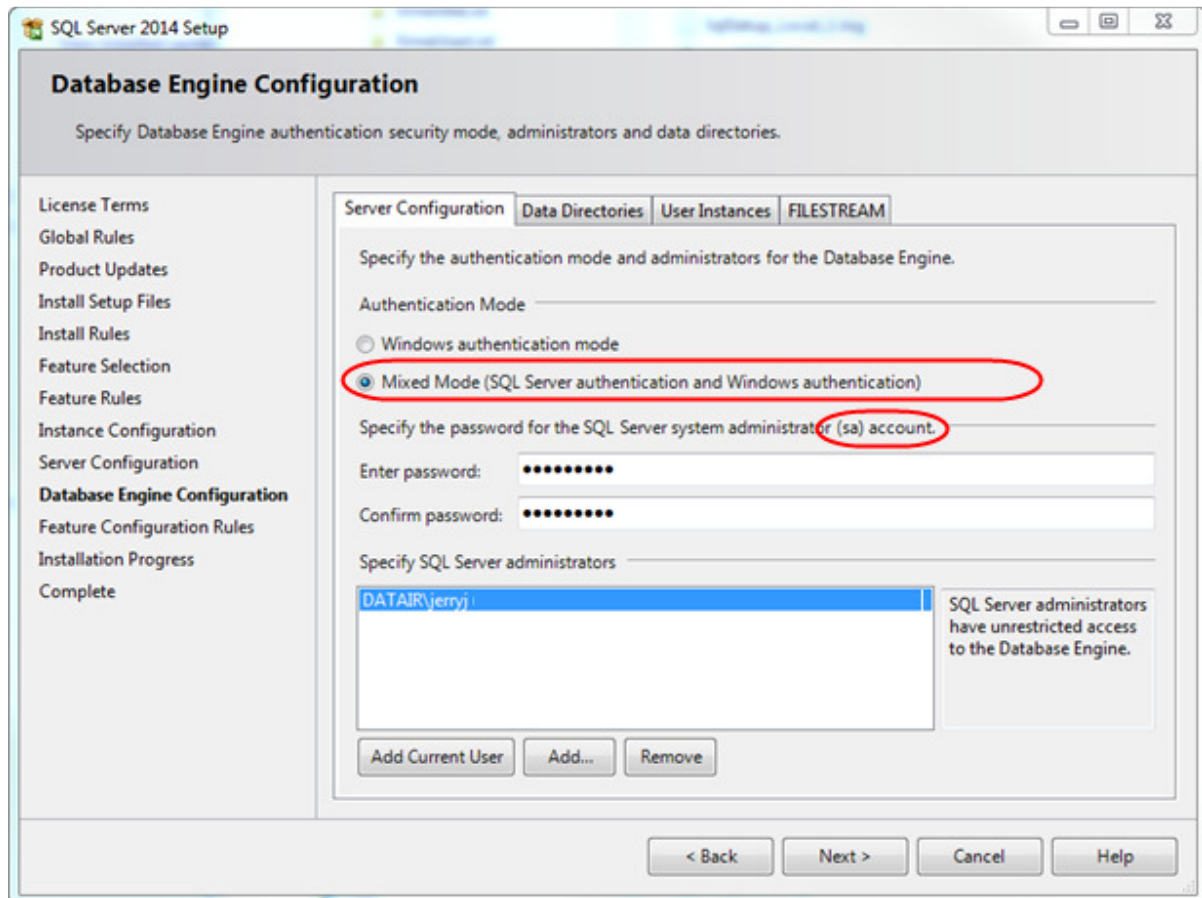 SQL Server 2014 Setup
Database Engine Configuration
Specify Database Engine authentication security mode, administrators and data directories.
License Terms
Global Rules
Product Updates
Install Setup Files
Install Rules
Feature Selection
Feature Rules
Instance Configuration
Server Configuration
Database Engine Configuration
Feature Configuration Rules
Installation Progress
Complete
Server Configuration
Data Directories
User Instances
FILESTREAM
Specify the authentication mode and administrators for the Database Engine.
Authentication Mode
Windows authentication mode
Mixed Mode (SQL Server authentication and Windows authentication)
Specify the password for the SQL Server system administrator (sa) account.
Enter password: •••••••••
Confirm password: •••••••••
Specify SQL Server administrators
DATAIR\jerryj
SQL Server administrators
have unrestricted access
to the Database Engine.
Add Current User
Add...
Remove
< Back
Next >
Cancel
Help